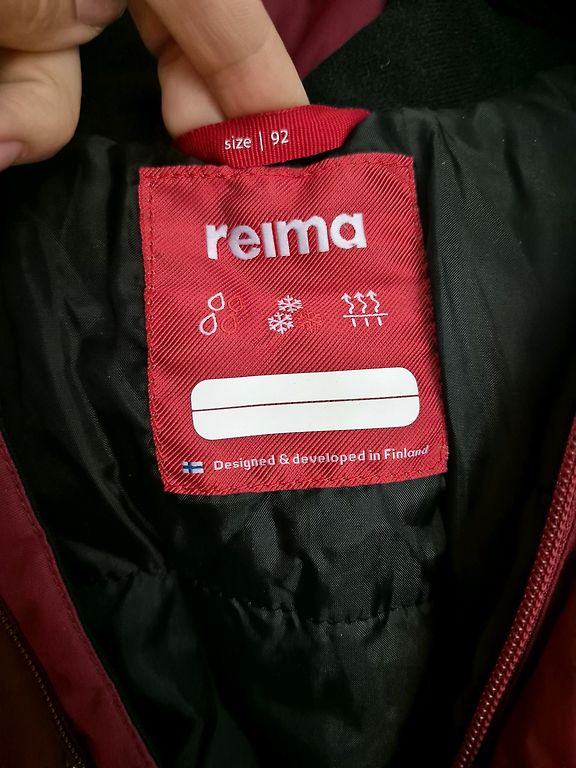 size | 92
reima
Designed & developed in Finland